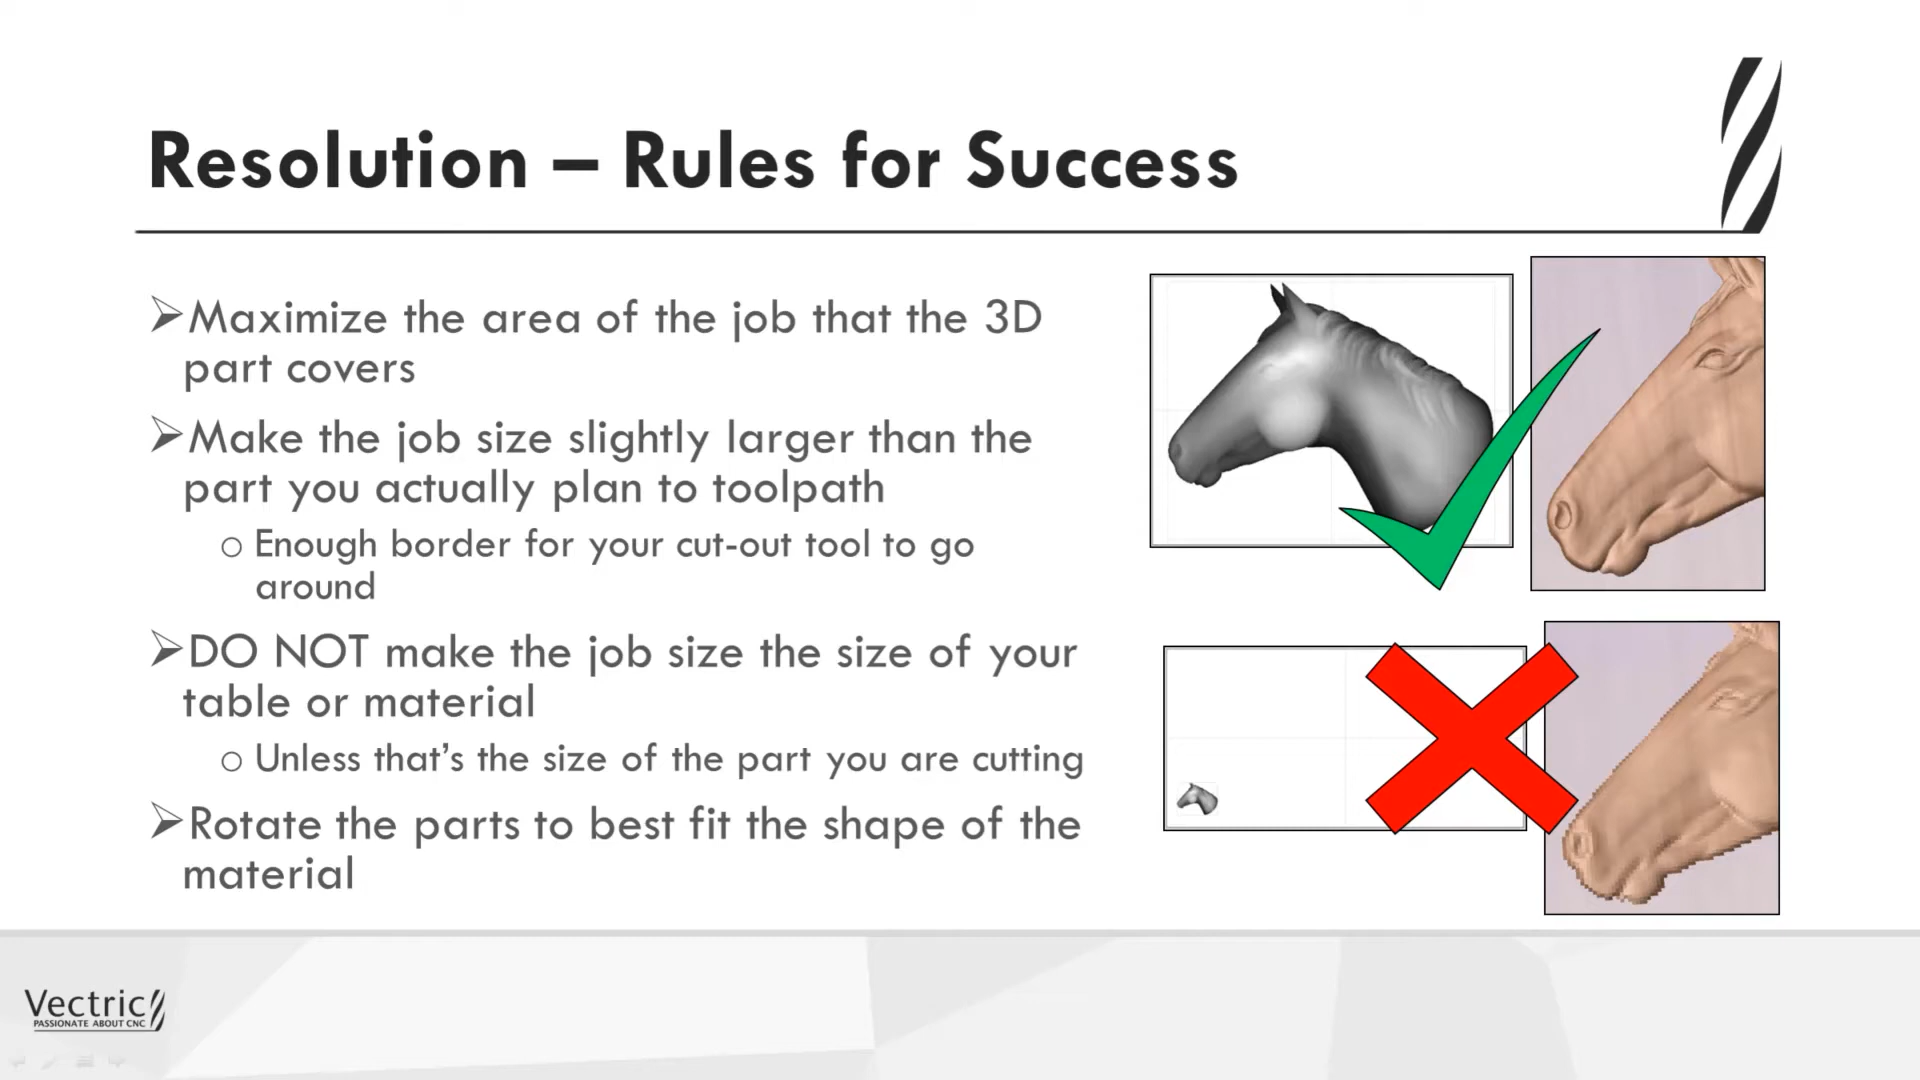 Resolution – Rules for Success
➢Maximize the area of the job that the 3D
part covers
➢Make the job size slightly larger than the
part you actually plan to toolpath
o Enough border for your cut-out tool to go
around
➢DO NOT make the job size the size of your
table or material
o Unless that’s the size of the part you are cutting
➢Rotate the parts to best fit the shape of the
material
Vectric
PASSIONATE ABOUT CNC